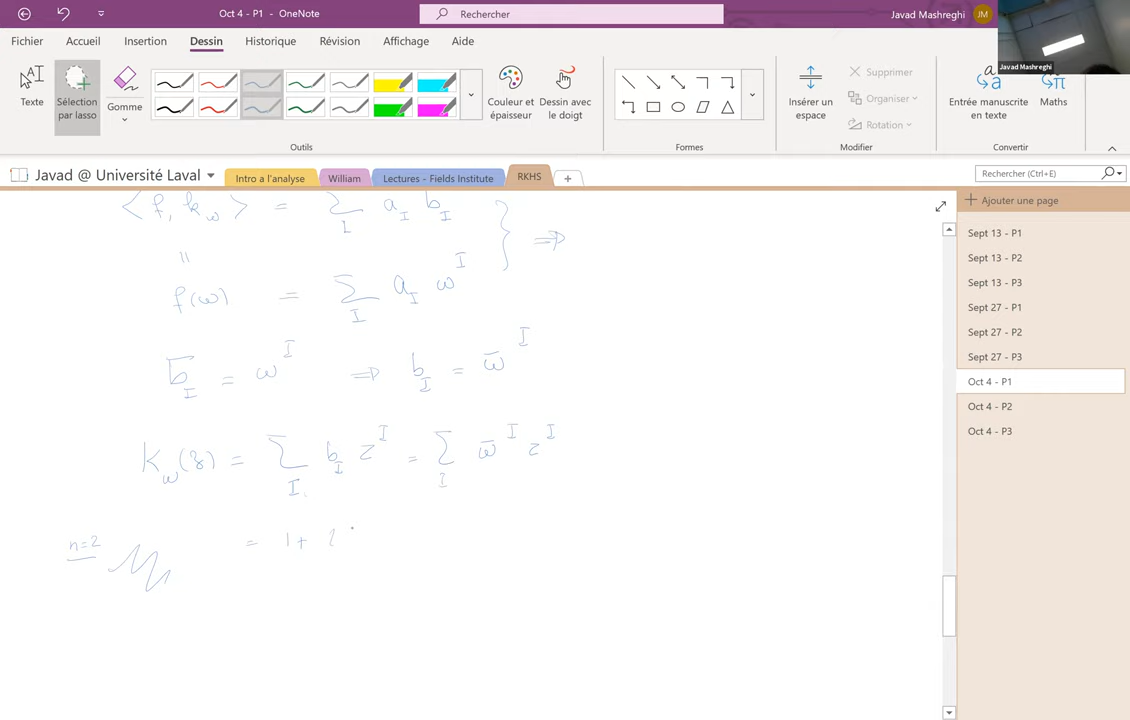 Oct 4 - P1 - OneNote
Rechercher
Javad Mashreghi
JM
Fichier Accueil Insertion Dessin Historique Révision Affichage Aide
Javad Mashreghi
Texte
Sélection par lasso
Gomme
Couleur et épaisseur
Dessin avec le doigt
Insérer un espace
Supprimer
Organiser
Rotation
Entrée manuscrite en texte
Maths
Outils
Formes
Modifier
Convertir
Javad @ Université Laval
Intro a l'analyse
William
Lectures - Fields Institute
RKHS
Rechercher (Ctrl+E)
Ajouter une page
Sept 13 - P1
Sept 13 - P2
Sept 13 - P3
Sept 27 - P1
Sept 27 - P2
Sept 27 - P3
Oct 4 - P1
Oct 4 - P2
Oct 4 - P3
< f, k_w > = Σ_I a_I b̄_I } ⇒
"
f(w) = Σ_I a_I w^I
b̄_I = w^I ⇒ b_I = w̄^I
K_w(z) = Σ_I b_I z^I = Σ_I w̄^I z^I
n=2 = 1 +